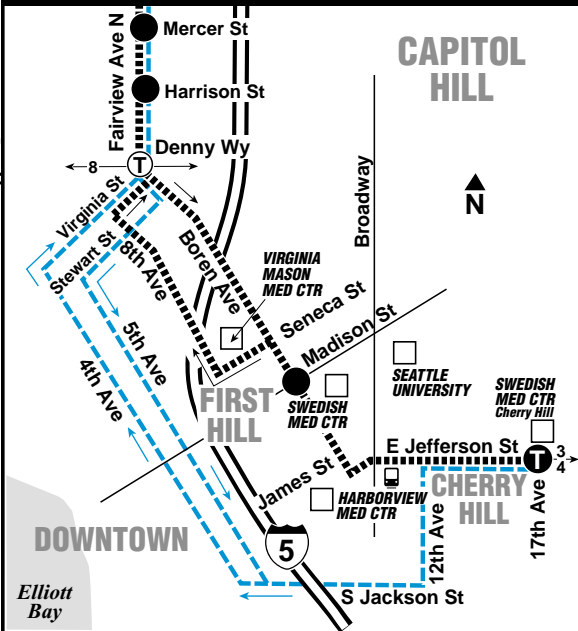 Fairview Ave N
Mercer St
CAPITOL
HILL
Harrison St
Denny Wy
8
T
Virginia St
Stewart St
8th Ave
Boren Ave
Broadway
N
VIRGINIA
MASON
MED CTR
Seneca St
Madison St
5th Ave
4th Ave
FIRST
HILL
SWEDISH
MED CTR
SEATTLE
UNIVERSITY
SWEDISH
MED CTR
Cherry Hill
E Jefferson St
T
3
4
James St
HARBORVIEW
MED CTR
12th Ave
CHERRY
HILL
17th Ave
DOWNTOWN
5
Elliott
Bay
S Jackson St